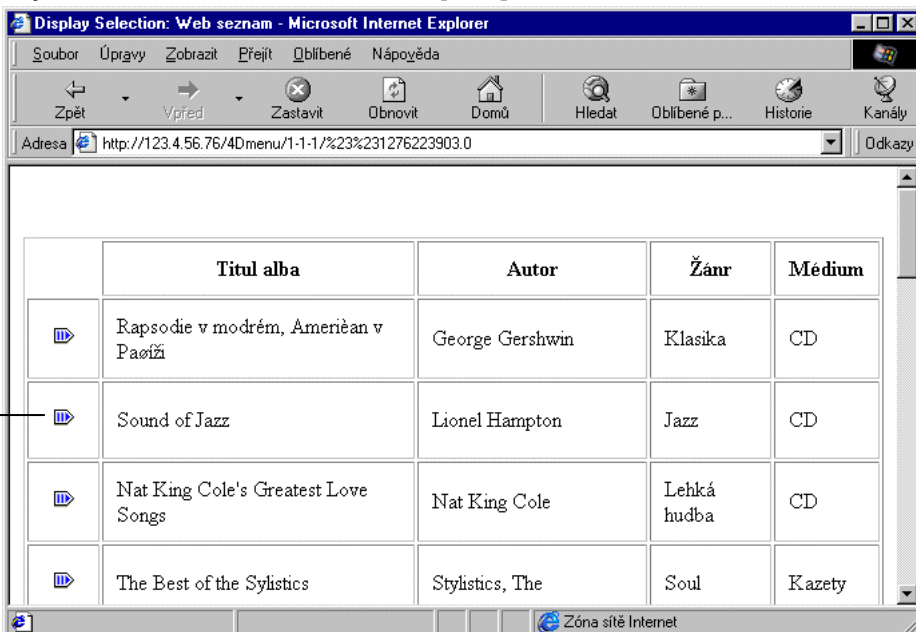 Display Selection: Web seznam - Microsoft Internet Explorer
Soubor Úpravy Zobrazit Přejít Oblíbené Nápověda
Zpět Vpřed Zastavit Obnovit Domů Hledat Oblíbené p... Historie Kanály
Adresa http://123.4.56.76/4Dmenu/1-1-1/%23%231276223903.0 Odkazy
Titul alba Autor Žánr Médium
Rapsodie v modrém, Amerièan v
Paøíži George Gershwin Klasika CD
Sound of Jazz Lionel Hampton Jazz CD
Nat King Cole's Greatest Love
Songs Nat King Cole Lehká
hudba CD
The Best of the Sylistics Stylistics, The Soul Kazety
Zóna sítě Internet